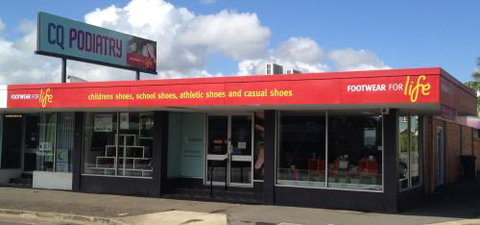 CQ PODIATRY
FOOTWEAR FOR life
childrens shoes, school shoes, athletic shoes and casual shoes
FOOTWEAR FOR life